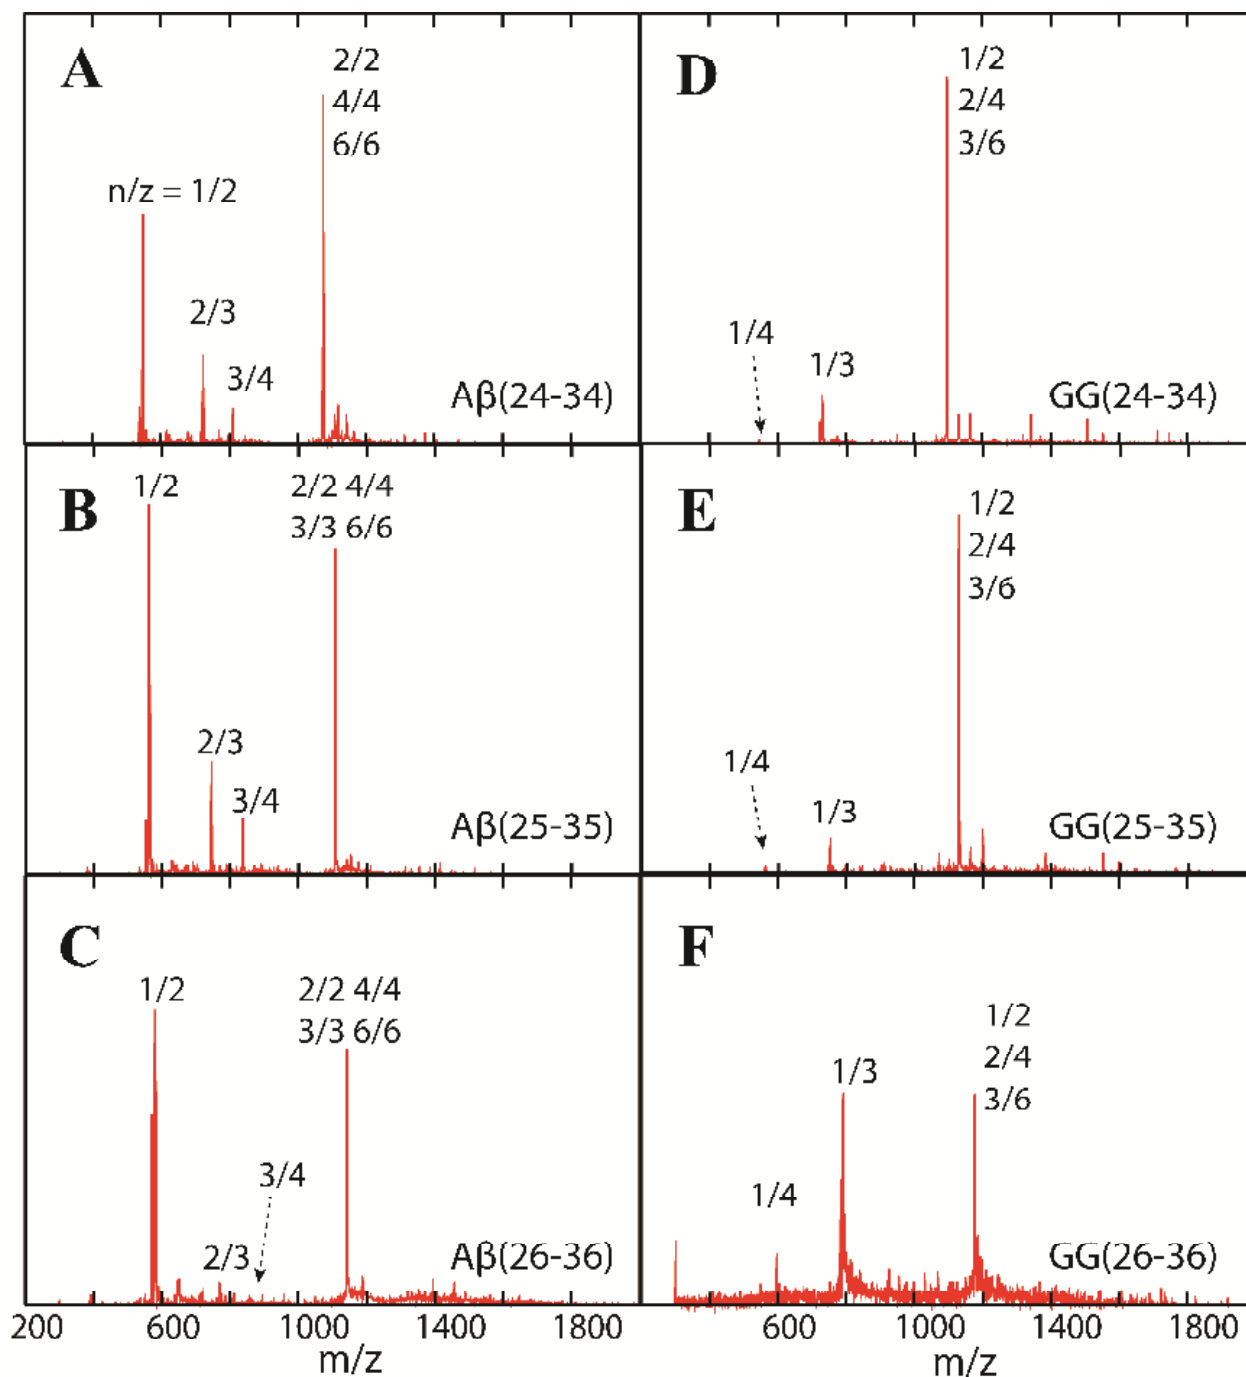 A
2/2
4/4
6/6
n/z = 1/2
2/3
3/4
Aβ(24-34)
D
1/2
2/4
3/6
1/4
1/3
GG(24-34)
B
1/2
2/2 4/4
3/3 6/6
2/3
3/4
Aβ(25-35)
E
1/2
2/4
3/6
1/4
1/3
GG(25-35)
C
1/2
2/2 4/4
3/3 6/6
3/4
2/3
Aβ(26-36)
F
1/2
1/3
2/4
3/6
1/4
GG(26-36)
200 600 1000 1400 1800
m/z
600 1000 1400 1800
m/z